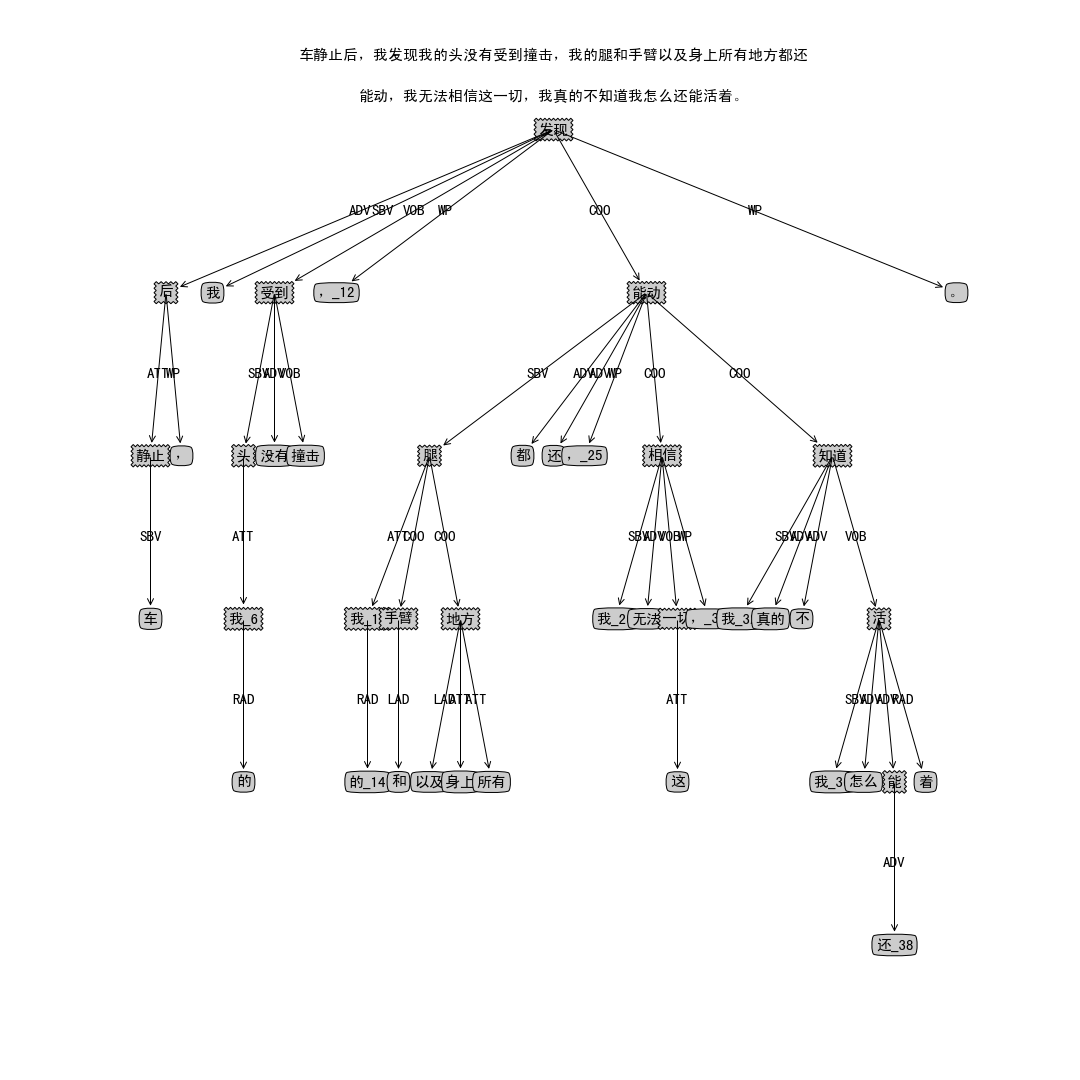 车静止后，我发现我的头没有受到撞击，我的腿和手臂以及身上所有地方都还
能动，我无法相信这一切，我真的不知道我怎么还能活着。
发现
ADV SBV VOB WP COO WP
后 我 受到 ，_12 能动 。
ATT WP SBV ADV VOB SBV ADV ADV WP COO COO
静止 ， 头 没有 撞击 腿 都 还 ，_25 相信 知道
SBV ATT ATT COO COO SBV ADV VOB WP SBV ADV ADV VOB
车 我_6 我_1 手臂 地方 我_2 无法 一切 ，_3 我_3 真的 不 活
RAD RAD LAD LAD ATT ATT ATT SBV ADV ADV RAD
的 的_14 和 以及 身上 所有 这 我_3 怎么 能 着
ADV
还_38